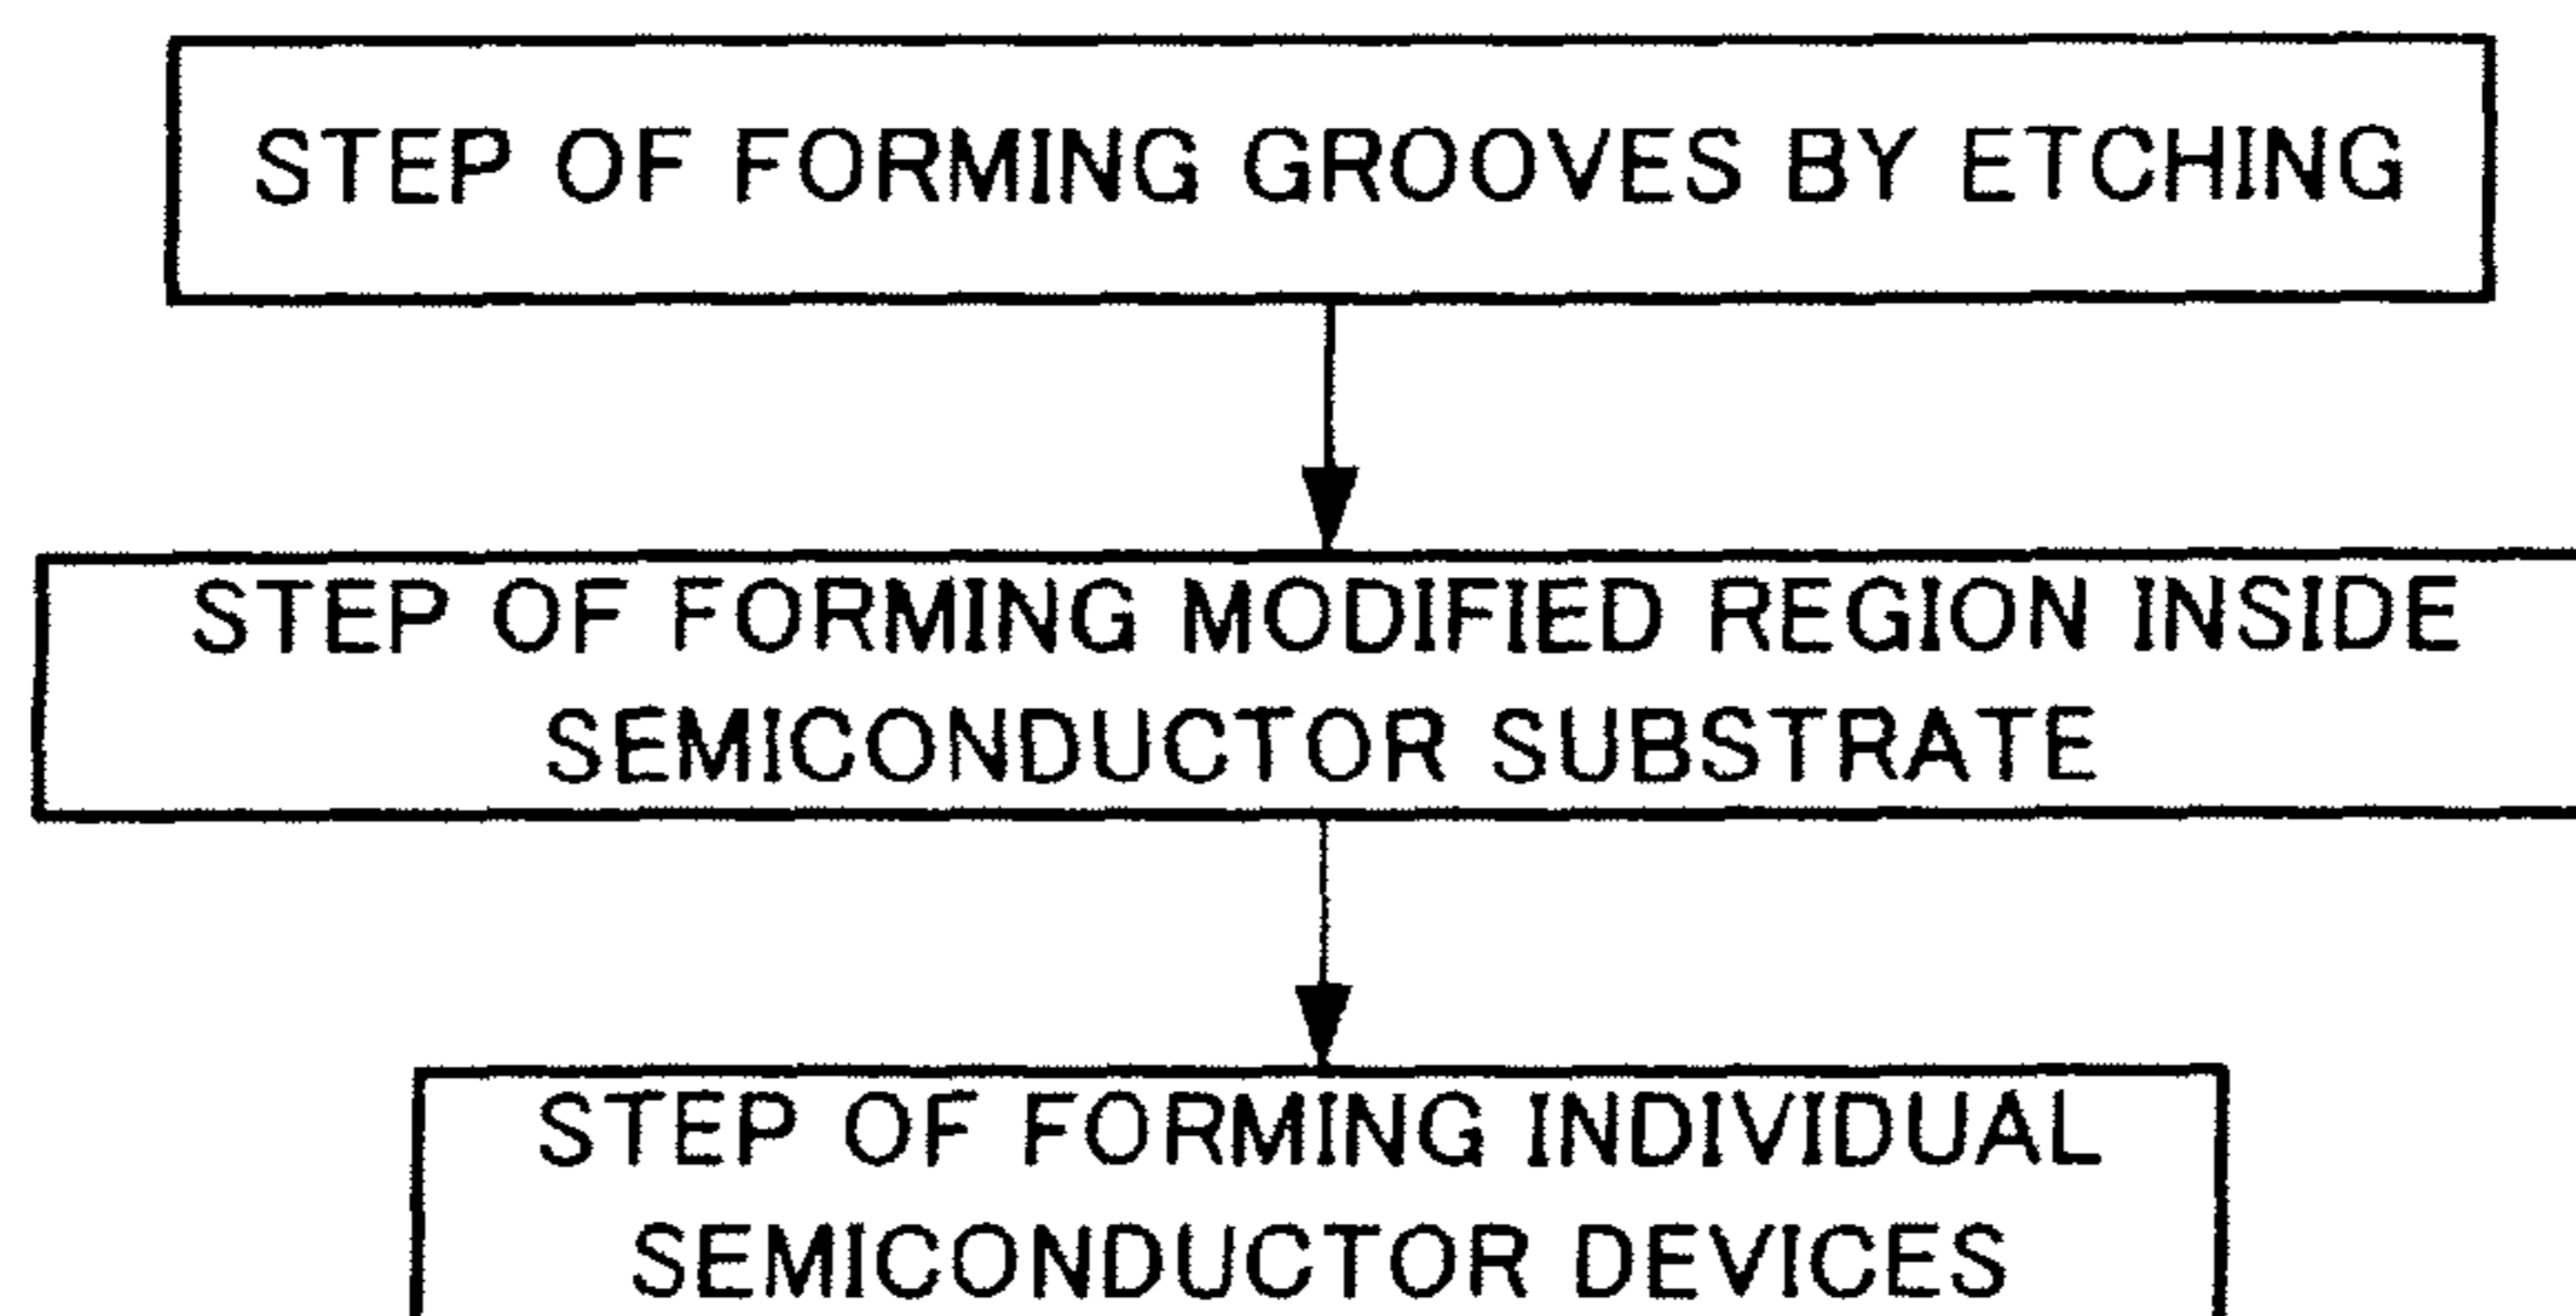 STEP OF FORMING GROOVES BY ETCHING
STEP OF FORMING MODIFIED REGION INSIDE
SEMICONDUCTOR SUBSTRATE
STEP OF FORMING INDIVIDUAL
SEMICONDUCTOR DEVICES